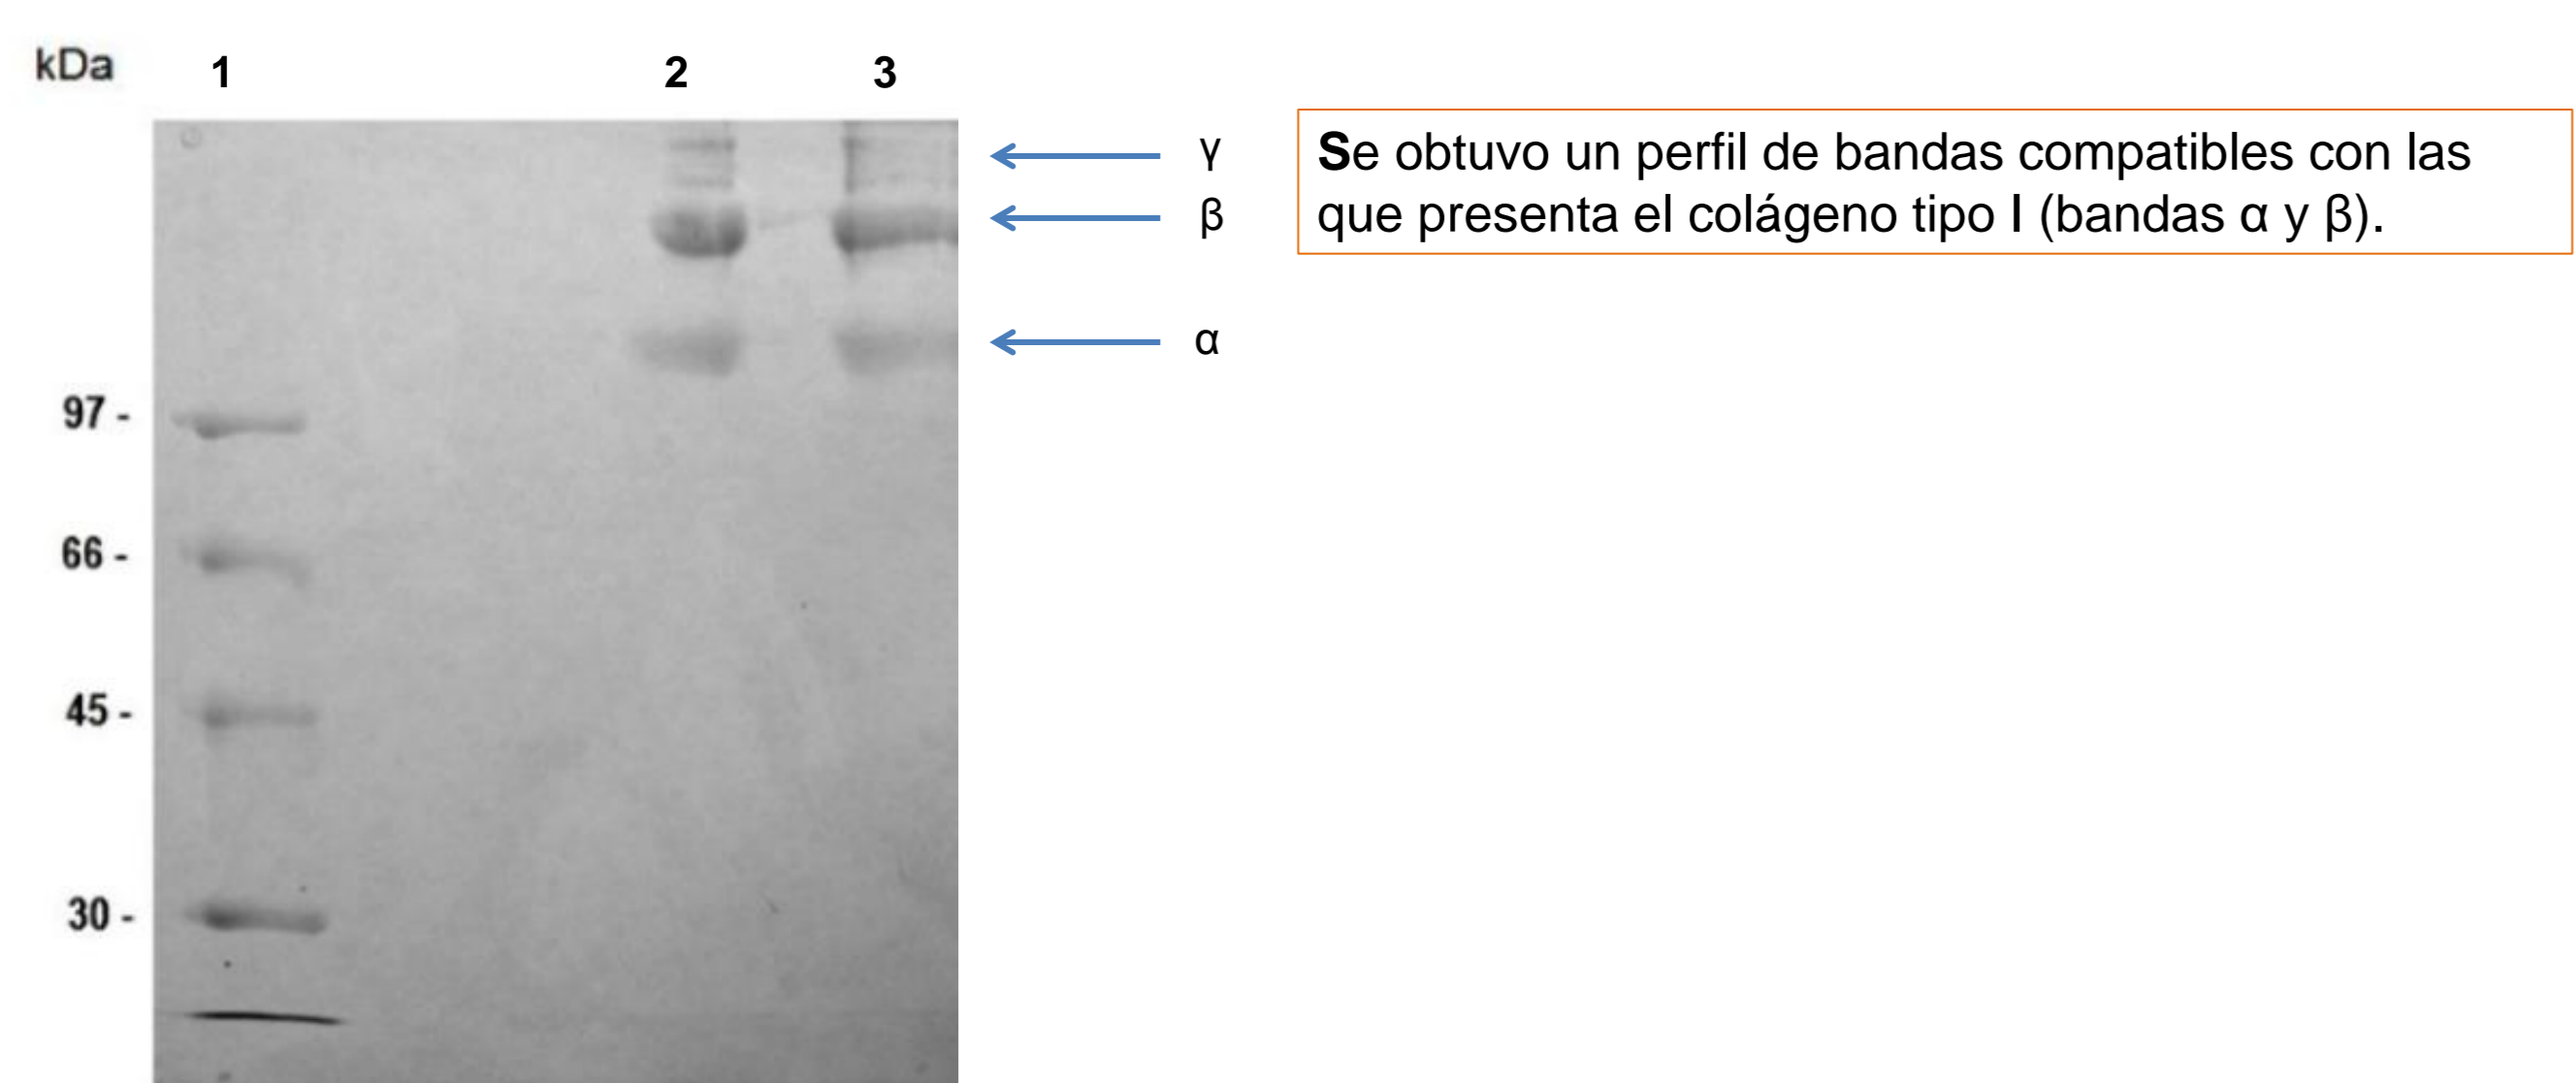 kDa
1 2 3
γ
β
α
Se obtuvo un perfil de bandas compatibles con las
que presenta el colágeno tipo I (bandas α y β).
97 -
66 -
45 -
30 -